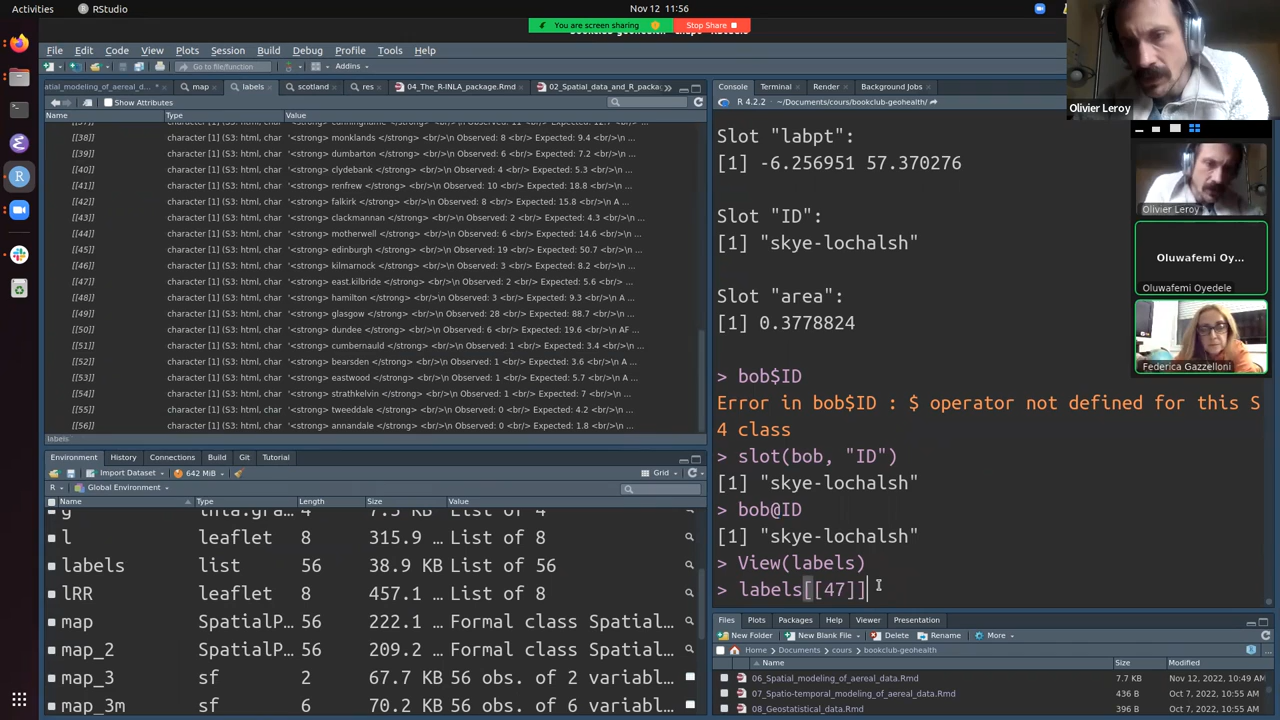 Activities RStudio Nov 12 11:56
You are screen sharing Stop Share
File Edit Code View Plots Session Build Debug Profile Tools Help
Go to file/function Addins
atial_modeling_of_aereal_d... map labels scotland res 04_The_R-INLA_package.Rmd 02_Spatial_data_and_R_packa
Show Attributes
Name Type Value
[[38]] character [1] (S3: html, char '<strong> monklands </strong> <br/>\n Observed: 8 <br/> Expected: 9.4 <br/>\n ...
[[39]] character [1] (S3: html, char '<strong> dumbarton </strong> <br/>\n Observed: 6 <br/> Expected: 7.2 <br/>\n ...
[[40]] character [1] (S3: html, char '<strong> clydebank </strong> <br/>\n Observed: 4 <br/> Expected: 5.3 <br/>\n ...
[[41]] character [1] (S3: html, char '<strong> renfrew </strong> <br/>\n Observed: 10 <br/> Expected: 18.8 <br/>\n ...
[[42]] character [1] (S3: html, char '<strong> falkirk </strong> <br/>\n Observed: 8 <br/> Expected: 15.8 <br/>\n A ...
[[43]] character [1] (S3: html, char '<strong> clackmannan </strong> <br/>\n Observed: 2 <br/> Expected: 4.3 <br/>\n ...
[[44]] character [1] (S3: html, char '<strong> motherwell </strong> <br/>\n Observed: 6 <br/> Expected: 14.6 <br/>\n ...
[[45]] character [1] (S3: html, char '<strong> edinburgh </strong> <br/>\n Observed: 19 <br/> Expected: 50.7 <br/>\n ...
[[46]] character [1] (S3: html, char '<strong> kilmarnock </strong> <br/>\n Observed: 3 <br/> Expected: 8.2 <br/>\n ...
[[47]] character [1] (S3: html, char '<strong> east.kilbride </strong> <br/>\n Observed: 2 <br/> Expected: 5.6 <br/>\n ...
[[48]] character [1] (S3: html, char '<strong> hamilton </strong> <br/>\n Observed: 3 <br/> Expected: 9.3 <br/>\n A ...
[[49]] character [1] (S3: html, char '<strong> glasgow </strong> <br/>\n Observed: 28 <br/> Expected: 88.7 <br/>\n ...
[[50]] character [1] (S3: html, char '<strong> dundee </strong> <br/>\n Observed: 6 <br/> Expected: 19.6 <br/>\n AF ...
[[51]] character [1] (S3: html, char '<strong> cumbernauld </strong> <br/>\n Observed: 1 <br/> Expected: 3.4 <br/>\n ...
[[52]] character [1] (S3: html, char '<strong> bearsden </strong> <br/>\n Observed: 1 <br/> Expected: 3.6 <br/>\n A ...
[[53]] character [1] (S3: html, char '<strong> eastwood </strong> <br/>\n Observed: 1 <br/> Expected: 5.7 <br/>\n ...
[[54]] character [1] (S3: html, char '<strong> strathkelvin </strong> <br/>\n Observed: 1 <br/> Expected: 7 <br/>\n ...
[[55]] character [1] (S3: html, char '<strong> tweeddale </strong> <br/>\n Observed: 0 <br/> Expected: 4.2 <br/>\n ...
[[56]] character [1] (S3: html, char '<strong> annandale </strong> <br/>\n Observed: 0 <br/> Expected: 1.8 <br/>\n ...
labels
Environment History Connections Build Git Tutorial
Import Dataset 642 MiB Grid
R Global Environment
Name Type Length Size Value
g inla.gra... 4 7.5 KB List of 4
l leaflet 8 315.9 ... List of 8
labels list 56 38.9 KB List of 56
lRR leaflet 8 457.1 ... List of 8
map SpatialP... 56 222.1 ... Formal class Spatial...
map_2 SpatialP... 56 209.2 ... Formal class Spatial...
map_3 sf 2 67.7 KB 56 obs. of 2 variabl...
map_3m sf 6 70.2 KB 56 obs. of 6 variabl...
Console Terminal Render Background Jobs
R 4.2.2 · ~/Documents/cours/bookclub-geohealth/
Slot "labpt":
[1] -6.256951 57.370276
Slot "ID":
[1] "skye-lochalsh"
Slot "area":
[1] 0.3778824
> bob$ID
Error in bob$ID : $ operator not defined for this S
4 class
> slot(bob, "ID")
[1] "skye-lochalsh"
> bob@ID
[1] "skye-lochalsh"
> View(labels)
> labels[[47]]
Files Plots Packages Help Viewer Presentation
New Folder New Blank File Delete Rename More
Home Documents cours bookclub-geohealth
Name Size Modified
06_Spatial_modeling_of_aereal_data.Rmd 7.7 KB Nov 12, 2022, 10:49 AM
07_Spatio-temporal_modeling_of_aereal_data.Rmd 436 B Oct 7, 2022, 10:55 AM
08_Geostatistical_data.Rmd 396 B Oct 7, 2022, 10:55 AM
Olivier Leroy
Olivier Leroy
Oluwafemi Oy...
Oluwafemi Oyedele
Federica Gazzelloni